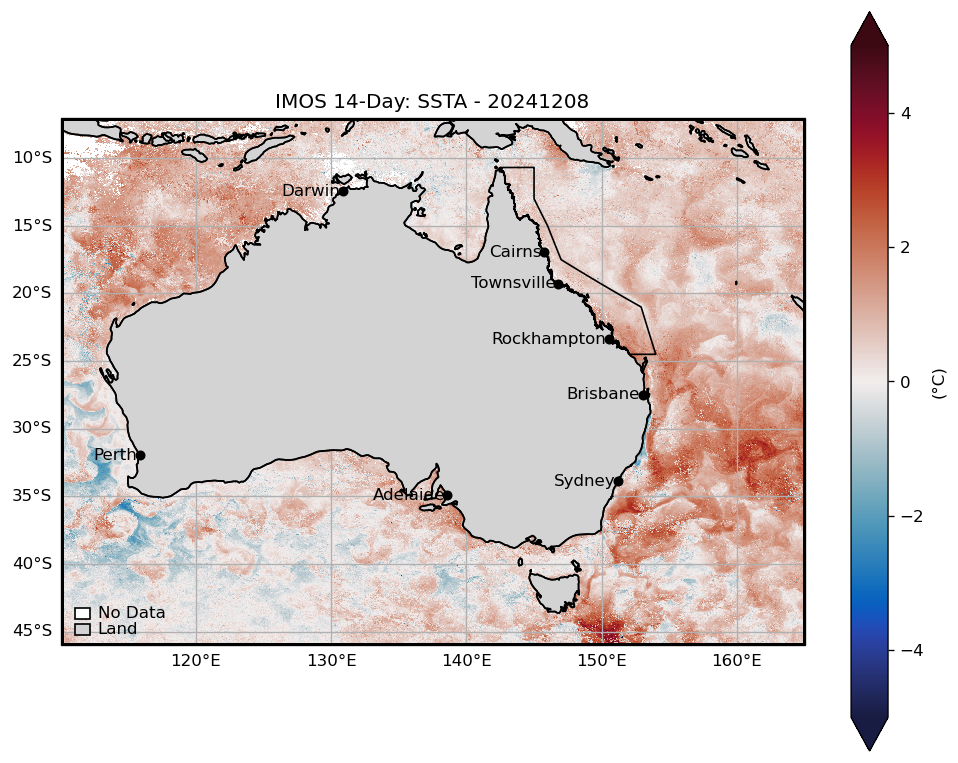 IMOS 14-Day: SSTA - 20241208
10°S
15°S
20°S
25°S
30°S
35°S
40°S
45°S
Darwin
Cairns
Townsville
Rockhampton
Brisbane
Perth
Sydney
Adelaide
No Data
Land
120°E
130°E
140°E
150°E
160°E
4
2
0
−2
−4
(°C)